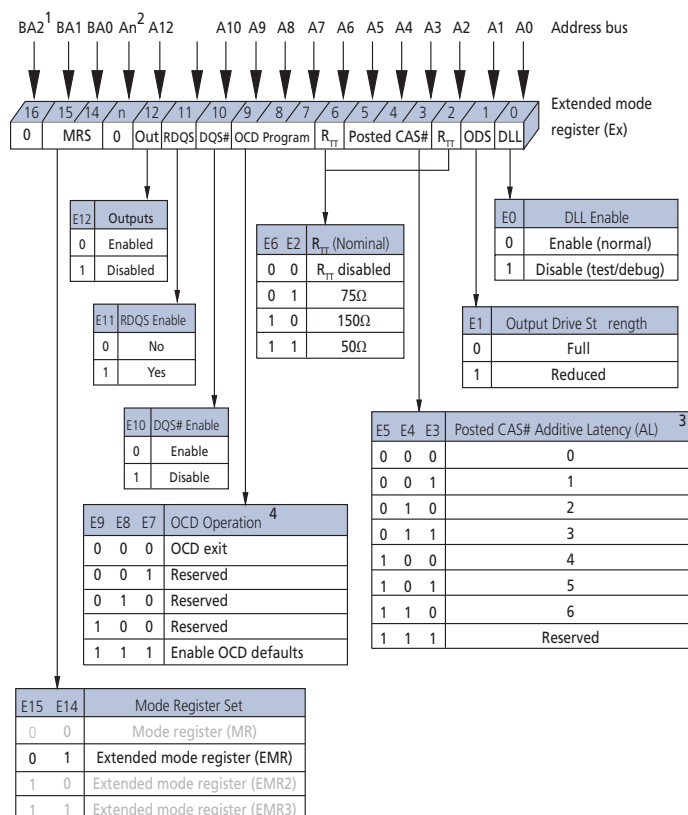 BA2 1 BA1 BA0 An 2 A12 A10 A9 A8 A7 A6 A5 A4 A3 A2 A1 A0 Address bus
16 15 14 n 12 11 10 9 8 7 6 5 4 3 2 1 0 Extended mode
0 MRS 0 Out RDQS DQS# OCD Program RTT Posted CAS# RTT ODS DLL register (Ex)
E12 Outputs
0 Enabled
1 Disabled
E6 E2 RTT (Nominal)
0 0 RTT disabled
0 1 75Ω
1 0 150Ω
1 1 50Ω
E0 DLL Enable
0 Enable (normal)
1 Disable (test/debug)
E11 RDQS Enable
0 No
1 Yes
E1 Output Drive St rength
0 Full
1 Reduced
E10 DQS# Enable
0 Enable
1 Disable
E5 E4 E3 Posted CAS# Additive Latency (AL) 3
0 0 0 0
0 0 1 1
0 1 0 2
0 1 1 3
1 0 0 4
1 0 1 5
1 1 0 6
1 1 1 Reserved
E9 E8 E7 OCD Operation 4
0 0 0 OCD exit
0 0 1 Reserved
0 1 0 Reserved
1 0 0 Reserved
1 1 1 Enable OCD defaults
E15 E14 Mode Register Set
0 0 Mode register (MR)
0 1 Extended mode register (EMR)
1 0 Extended mode register (EMR2)
1 1 Extended mode register (EMR3)